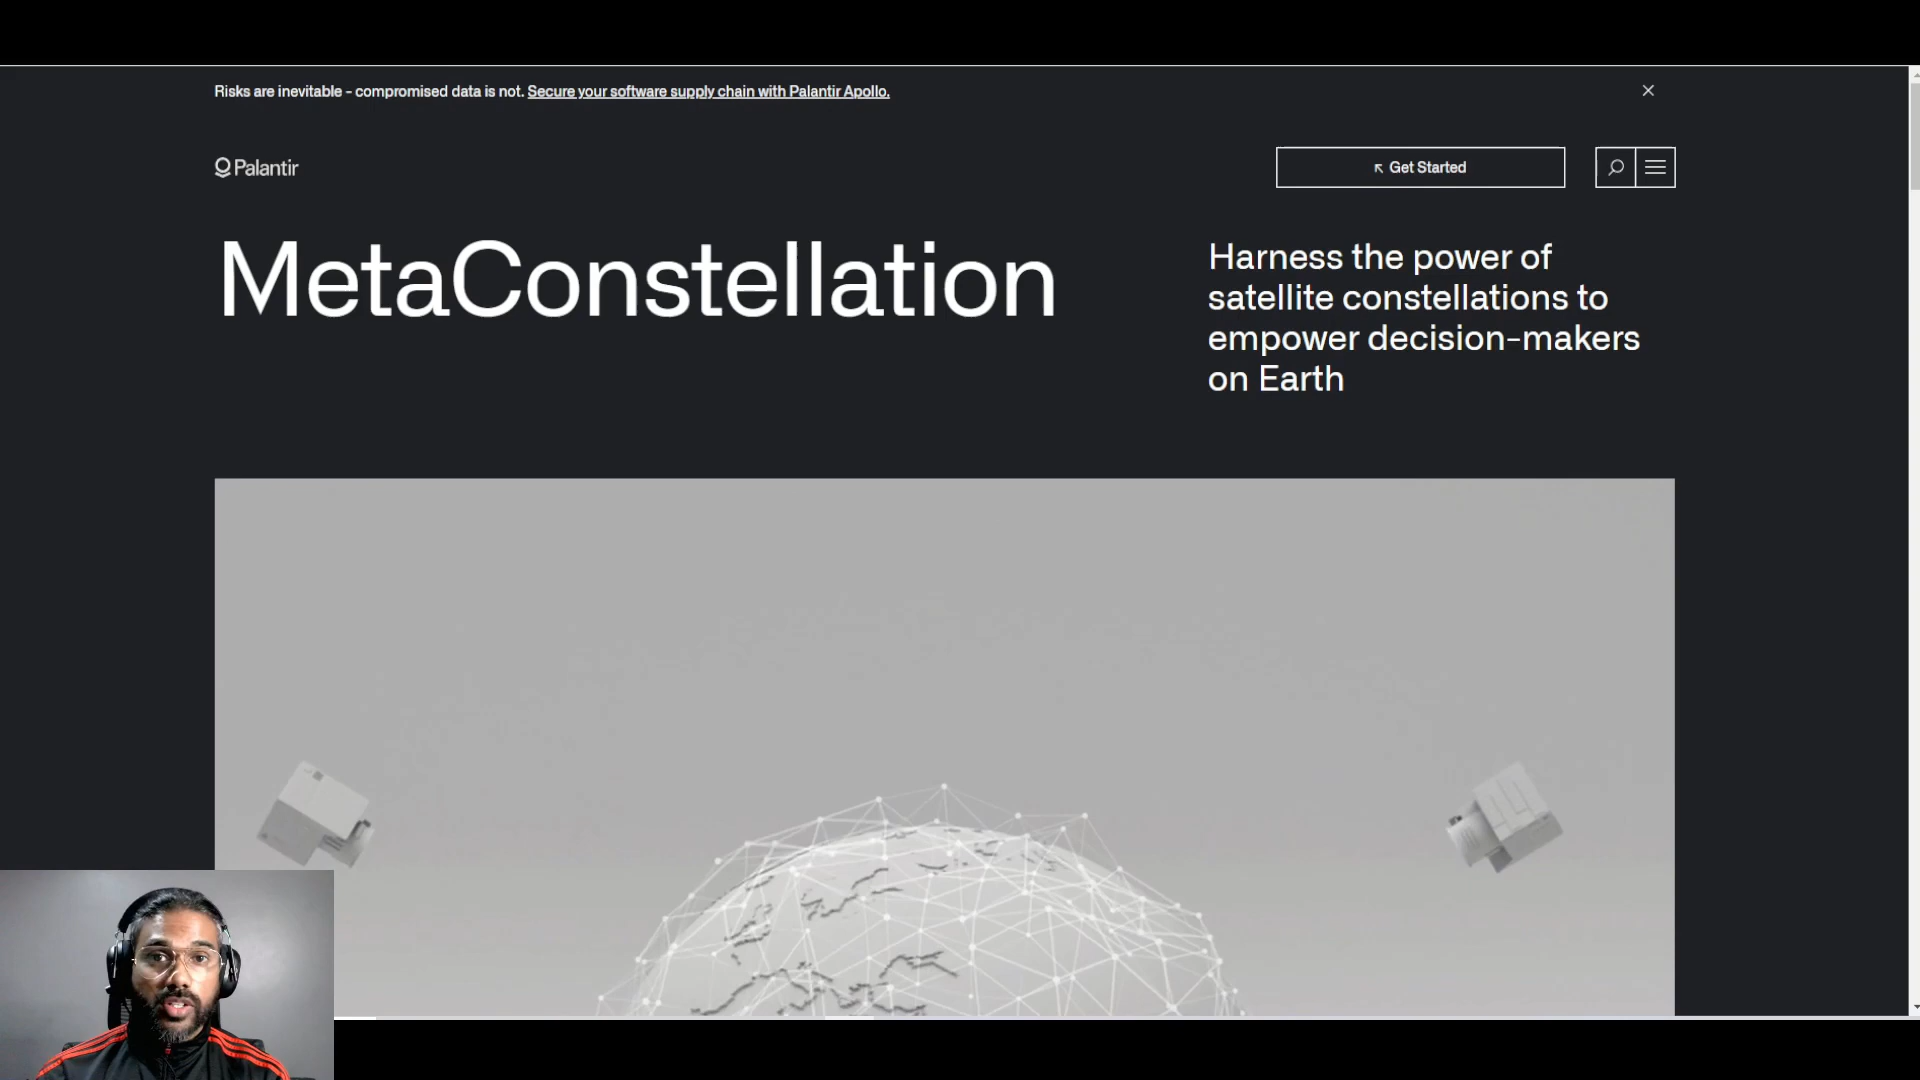 Risks are inevitable - compromised data is not. Secure your software supply chain with Palantir Apollo.
Palantir
Get Started
MetaConstellation
Harness the power of
satellite constellations to
empower decision-makers
on Earth